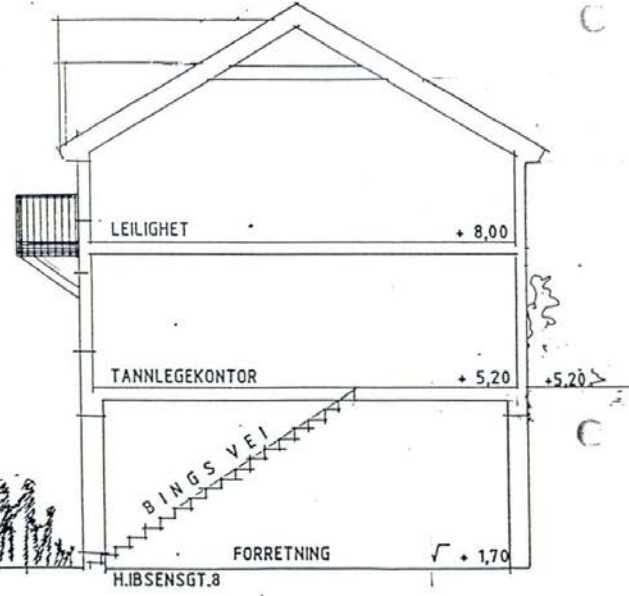 LEILIGHET + 8,00
TANNLEGEKONTOR + 5,20 +5,20
BINGS VEI
FORRETNING + 1,70
H.IBSENSGT.8